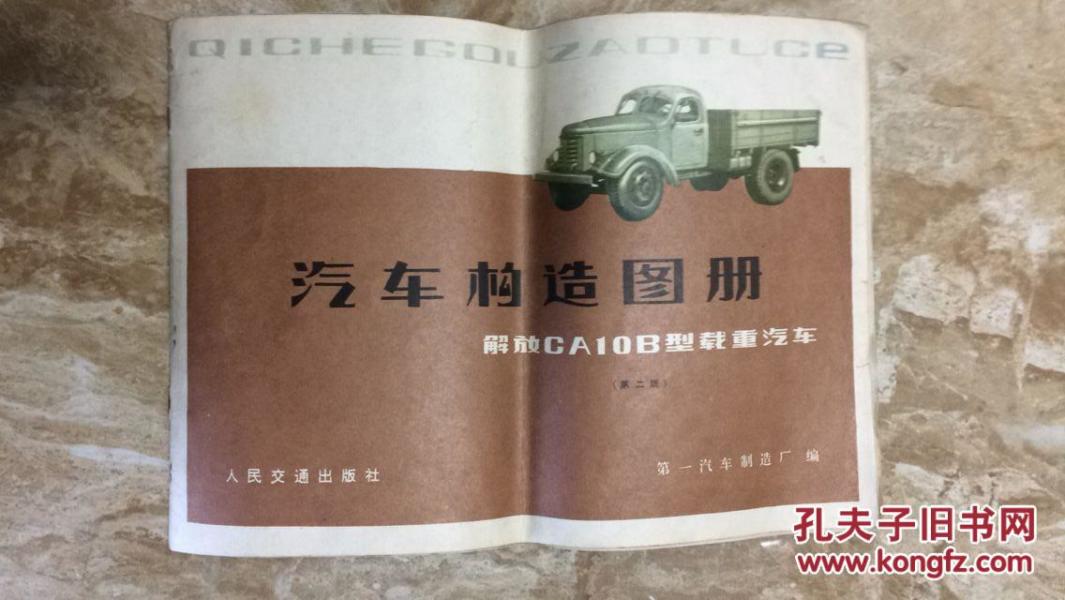 QICHEGOUZAOTUCe
汽车构造图册
解放CA10B型载重汽车
(第二版)
人民交通出版社
第一汽车制造厂 编
孔夫子旧书网
www.kongfz.com